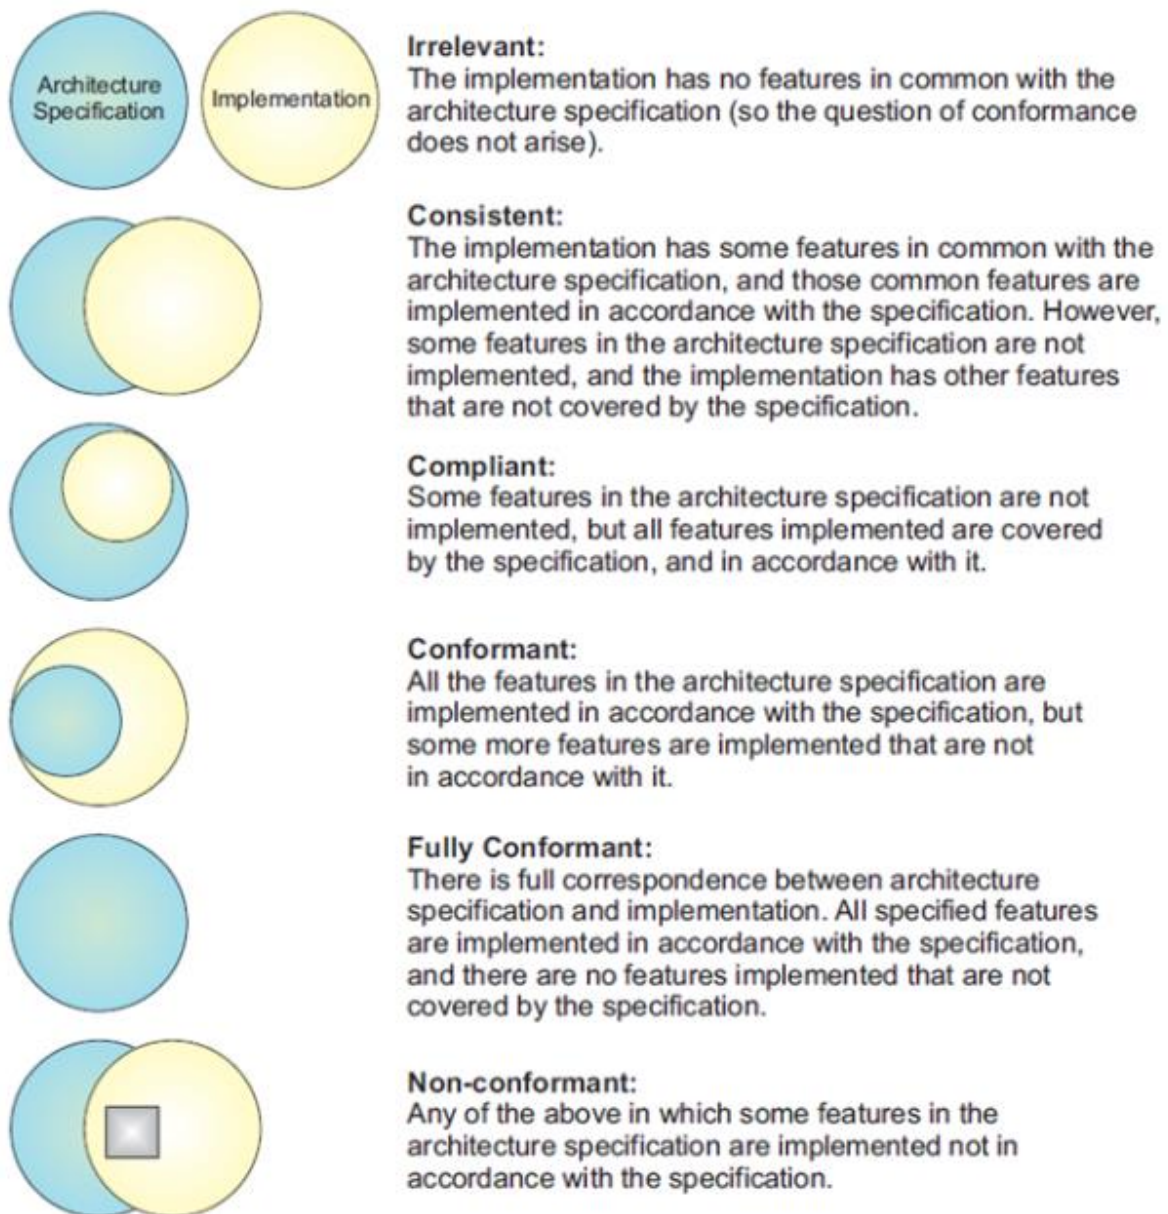 Architecture
Specification
Implementation
Irrelevant:
The implementation has no features in common with the
architecture specification (so the question of conformance
does not arise).
Consistent:
The implementation has some features in common with the
architecture specification, and those common features are
implemented in accordance with the specification. However,
some features in the architecture specification are not
implemented, and the implementation has other features
that are not covered by the specification.
Compliant:
Some features in the architecture specification are not
implemented, but all features implemented are covered
by the specification, and in accordance with it.
Conformant:
All the features in the architecture specification are
implemented in accordance with the specification, but
some more features are implemented that are not
in accordance with it.
Fully Conformant:
There is full correspondence between architecture
specification and implementation. All specified features
are implemented in accordance with the specification,
and there are no features implemented that are not
covered by the specification.
Non-conformant:
Any of the above in which some features in the
architecture specification are implemented not in
accordance with the specification.